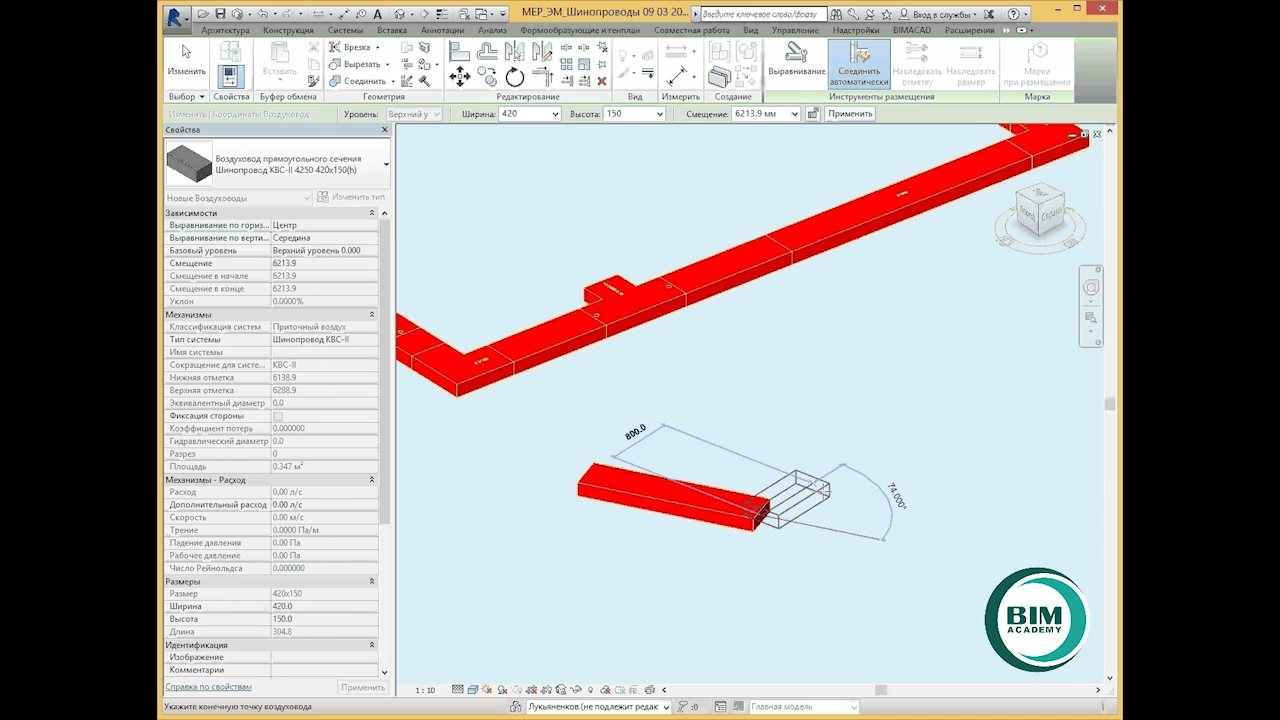 МЕР_ЭМ_Шинопроводы 09 03 20...
Введите ключевое слово/фразу
Вход в службы
Архитектура Конструкция Системы Вставка Аннотации Анализ Формообразующие и генплан Совместная работа Вид Управление Надстройки BIMACAD Расширения
Изменить
Вставить
Врезка
Вырезать
Соединить
Выравнивание
Соединить автоматически
Наследовать отметку
Наследовать размер
Марки при размещении
Выбор Свойства Буфер обмена Геометрия Редактирование Вид Измерить Создание Инструменты размещения Марка
Изменить | Координаты Воздуховод Уровень: Верхний у Ширина: 420 Высота: 150 Смещение: 6213.9 мм Применить
Свойства
Воздуховод прямоугольного сечения
Шинопровод КВС-II 4250 420x150(h)
Новые Воздуховоды Изменить тип
Зависимости
Выравнивание по гориз... Центр
Выравнивание по верти... Середина
Базовый уровень Верхний уровень 0.000
Смещение 6213.9
Смещение в начале 6213.9
Смещение в конце 6213.9
Уклон 0.0000%
Механизмы
Классификация систем Приточный воздух
Тип системы Шинопровод КВС-II
Имя системы
Сокращение для систе... КВС-II
Нижняя отметка 6138.9
Верхняя отметка 6288.9
Эквивалентный диаметр 0.0
Фиксация стороны
Коэффициент потерь 0.000000
Гидравлический диаметр 0.0
Разрез 0
Площадь 0.347 м²
Механизмы - Расход
Расход 0.00 л/с
Дополнительный расход 0.00 л/с
Скорость 0.00 м/с
Трение 0.0000 Па/м
Падение давления 0.00 Па
Рабочее давление 0.00 Па
Число Рейнольдса 0.000000
Размеры
Размер 420x150
Ширина 420.0
Высота 150.0
Длина 304.8
Идентификация
Изображение
Комментарии
Справка по свойствам Применить
800.0
74.000°
BIM
ACADEMY
1 : 10
Укажите конечную точку воздуховода
Лукьяненков (не подлежит редак
:0
Главная модель